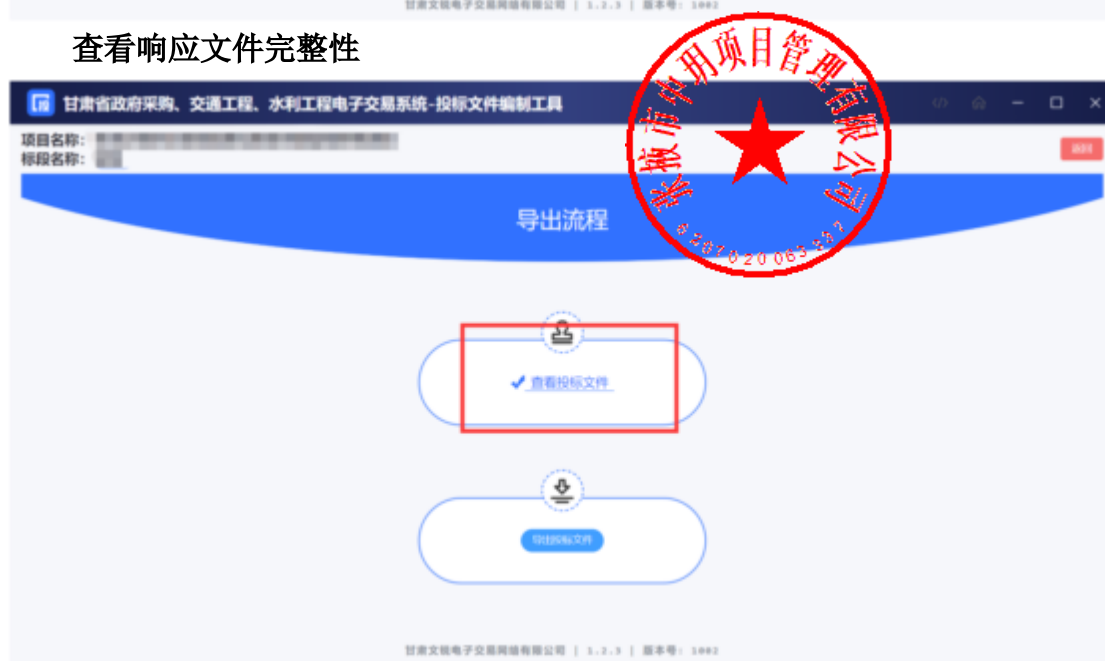 甘肃文锐电子交易网络有限公司 | 1.2.3 | 版本号: 1002
查看响应文件完整性
甘肃省政府采购、交通工程、水利工程电子交易系统-投标文件编制工具
项目名称:
标段名称:
返回
导出流程
张掖市中玥项目管理有限公司
查看投标文件
导出投标文件
甘肃文锐电子交易网络有限公司 | 1.2.3 | 版本号: 1002